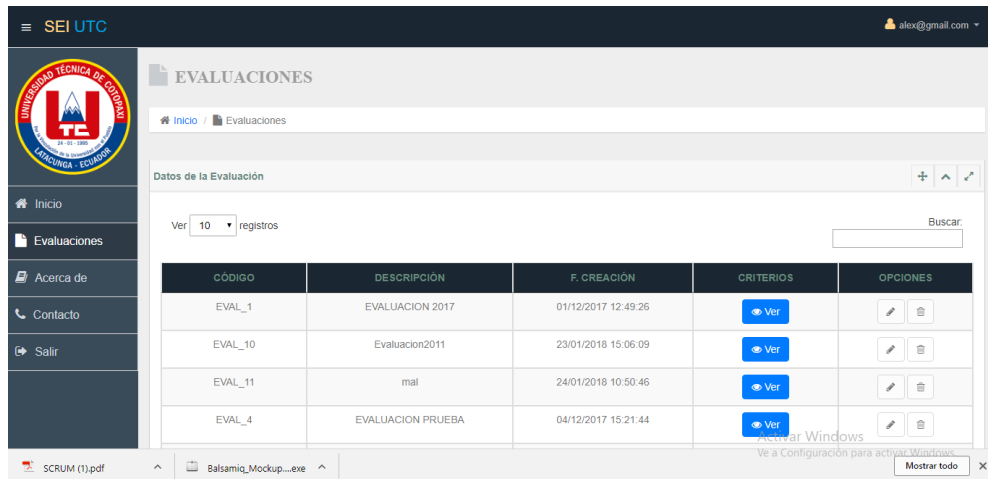 ≡ SEI UTC
alex@gmail.com
UNIVERSIDAD TÉCNICA DE COTOPAXI
UTC
24 - 01 - 1995
LATACUNGA - ECUADOR
Inicio
Evaluaciones
Acerca de
Contacto
Salir
EVALUACIONES
Inicio / Evaluaciones
Datos de la Evaluación
Ver 10 registros
Buscar:
CÓDIGO DESCRIPCIÓN F. CREACIÓN CRITERIOS OPCIONES
EVAL_1 EVALUACION 2017 01/12/2017 12:49:26 Ver
EVAL_10 Evaluacion2011 23/01/2018 15:06:09 Ver
EVAL_11 mal 24/01/2018 10:50:46 Ver
EVAL_4 EVALUACION PRUEBA 04/12/2017 15:21:44 Ver
Activar Windows
Ve a Configuración para activar Windows.
SCRUM (1).pdf
Balsamiq_Mockup....exe
Mostrar todo